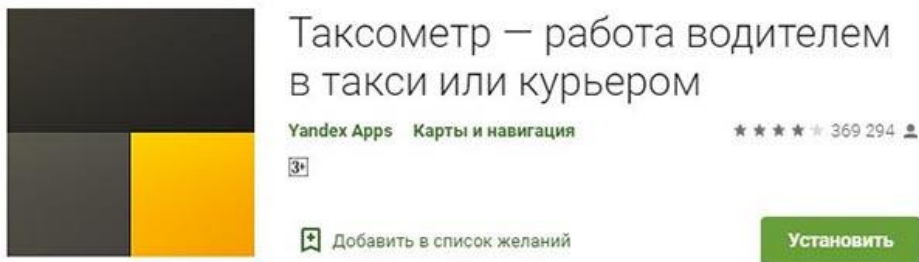 Таксометр — работа водителем
в такси или курьером
Yandex Apps Карты и навигация 369 294
3+
Добавить в список желаний
Установить